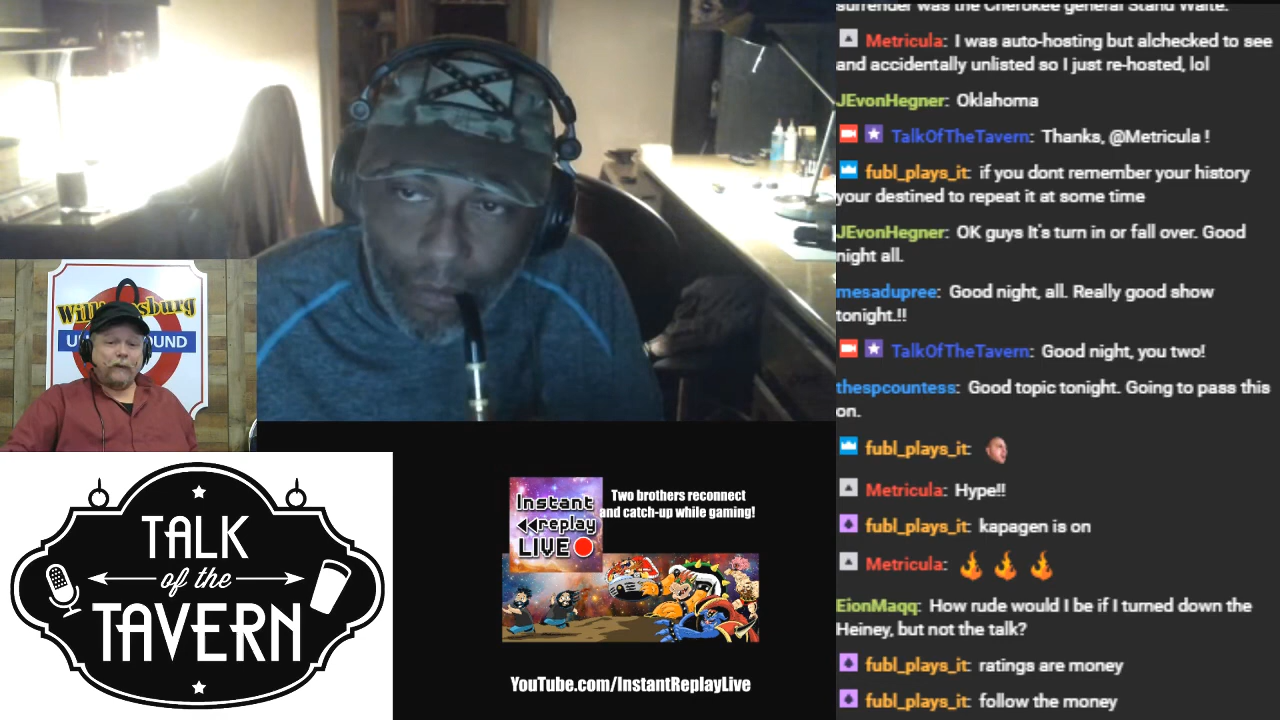 surrender was the Cherokee general Stand Watie.
Metricula: I was auto-hosting but alchecked to see
and accidentally unlisted so I just re-hosted, lol
JEvonHegner: Oklahoma
TalkOfTheTavern: Thanks, @Metricula !
fubl_plays_it: if you dont remember your history
your destined to repeat it at some time
JEvonHegner: OK guys It's turn in or fall over. Good
night all.
mesadupree: Good night, all. Really good show
tonight.!!
TalkOfTheTavern: Good night, you two!
thespcountess: Good topic tonight. Going to pass this
on.
fubl_plays_it:
Metricula: Hype!!
fubl_plays_it: kapagen is on
Metricula:
EionMaqq: How rude would I be if I turned down the
Heiney, but not the talk?
fubl_plays_it: ratings are money
fubl_plays_it: follow the money
TALK
of the
TAVERN
Instant
replay
LIVE
Two brothers reconnect
and catch-up while gaming!
YouTube.com/InstantReplayLive